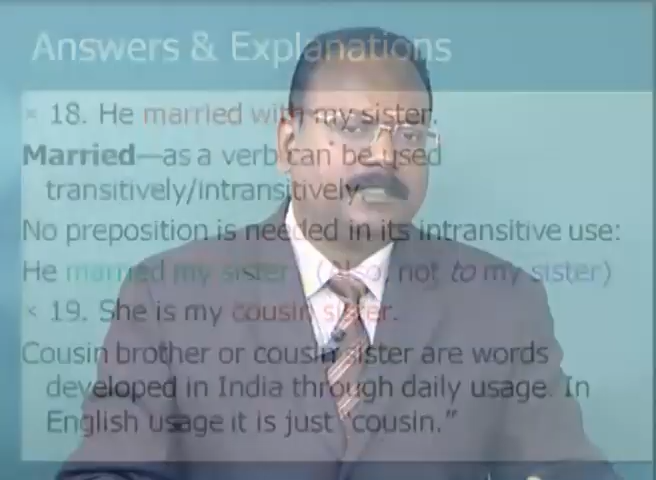 Answers & Explanations
× 18. He married with my sister.
Married—as a verb can be used
transitively/intransitively
No preposition is needed in its intransitive use:
He married my sister (Also, not to my sister)
× 19. She is my cousin sister.
Cousin brother or cousin sister are words
developed in India through daily usage. In
English usage it is just “cousin.”